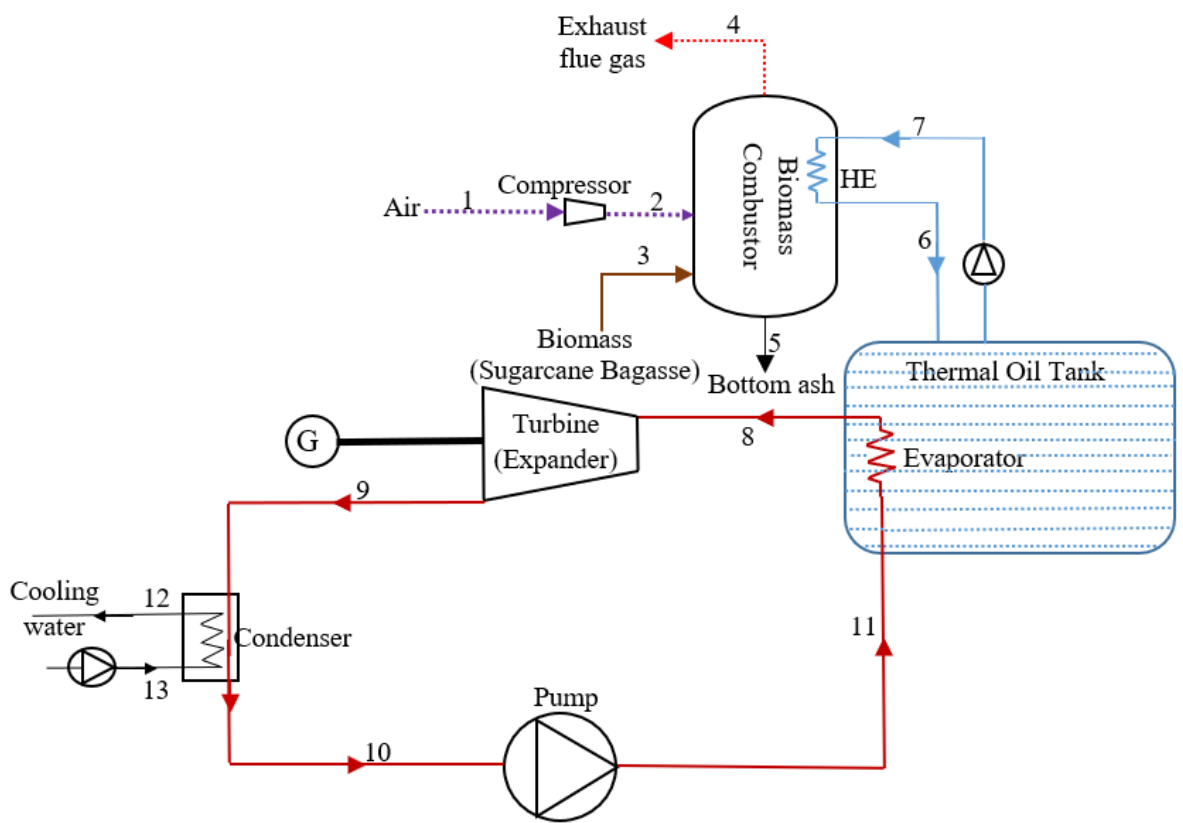 Exhaust
flue gas
4
7
Biomass
Combustor
HE
Compressor
Air
1
2
6
3
5
Biomass
(Sugarcane Bagasse)
Bottom ash
Thermal Oil Tank
Turbine
(Expander)
G
8
Evaporator
9
Cooling
water
12
Condenser
13
11
Pump
10